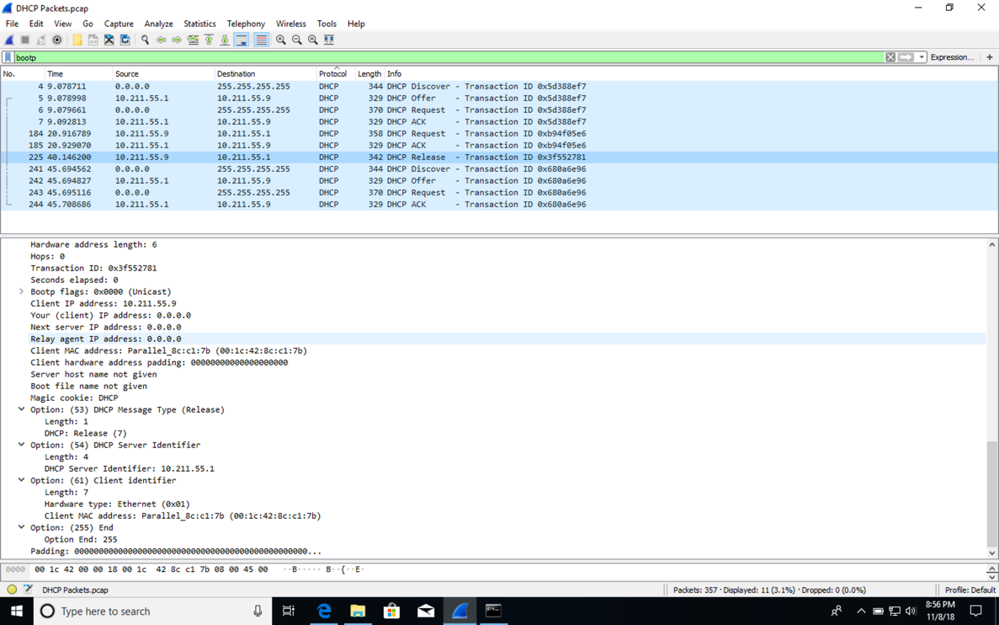 DHCP Packets.pcap
File Edit View Go Capture Analyze Statistics Telephony Wireless Tools Help
bootp Expression... +
No. Time Source Destination Protocol Length Info
4 9.078711 0.0.0.0 255.255.255.255 DHCP 344 DHCP Discover - Transaction ID 0x5d388ef7
5 9.078998 10.211.55.1 10.211.55.9 DHCP 329 DHCP Offer - Transaction ID 0x5d388ef7
6 9.079661 0.0.0.0 255.255.255.255 DHCP 370 DHCP Request - Transaction ID 0x5d388ef7
7 9.092813 10.211.55.1 10.211.55.9 DHCP 329 DHCP ACK - Transaction ID 0x5d388ef7
184 20.916789 10.211.55.9 10.211.55.1 DHCP 358 DHCP Request - Transaction ID 0xb94f05e6
185 20.929070 10.211.55.1 10.211.55.9 DHCP 329 DHCP ACK - Transaction ID 0xb94f05e6
225 40.146200 10.211.55.9 10.211.55.1 DHCP 342 DHCP Release - Transaction ID 0x3f552781
241 45.694562 0.0.0.0 255.255.255.255 DHCP 344 DHCP Discover - Transaction ID 0x680a6e96
242 45.694827 10.211.55.1 10.211.55.9 DHCP 329 DHCP Offer - Transaction ID 0x680a6e96
243 45.695116 0.0.0.0 255.255.255.255 DHCP 370 DHCP Request - Transaction ID 0x680a6e96
244 45.708686 10.211.55.1 10.211.55.9 DHCP 329 DHCP ACK - Transaction ID 0x680a6e96
Hardware address length: 6
Hops: 0
Transaction ID: 0x3f552781
Seconds elapsed: 0
Bootp flags: 0x0000 (Unicast)
Client IP address: 10.211.55.9
Your (client) IP address: 0.0.0.0
Next server IP address: 0.0.0.0
Relay agent IP address: 0.0.0.0
Client MAC address: Parallel_8c:c1:7b (00:1c:42:8c:c1:7b)
Client hardware address padding: 00000000000000000000
Server host name not given
Boot file name not given
Magic cookie: DHCP
Option: (53) DHCP Message Type (Release)
Length: 1
DHCP: Release (7)
Option: (54) DHCP Server Identifier
Length: 4
DHCP Server Identifier: 10.211.55.1
Option: (61) Client identifier
Length: 7
Hardware type: Ethernet (0x01)
Client MAC address: Parallel_8c:c1:7b (00:1c:42:8c:c1:7b)
Option: (255) End
Option End: 255
Padding: 000000000000000000000000000000000000000000000000...
0000 00 1c 42 00 00 18 00 1c 42 8c c1 7b 08 00 45 00 ··B····· B··{··E·
DHCP Packets.pcap Packets: 357 · Displayed: 11 (3.1%) · Dropped: 0 (0.0%) Profile: Default
Type here to search 8:56 PM
11/8/18